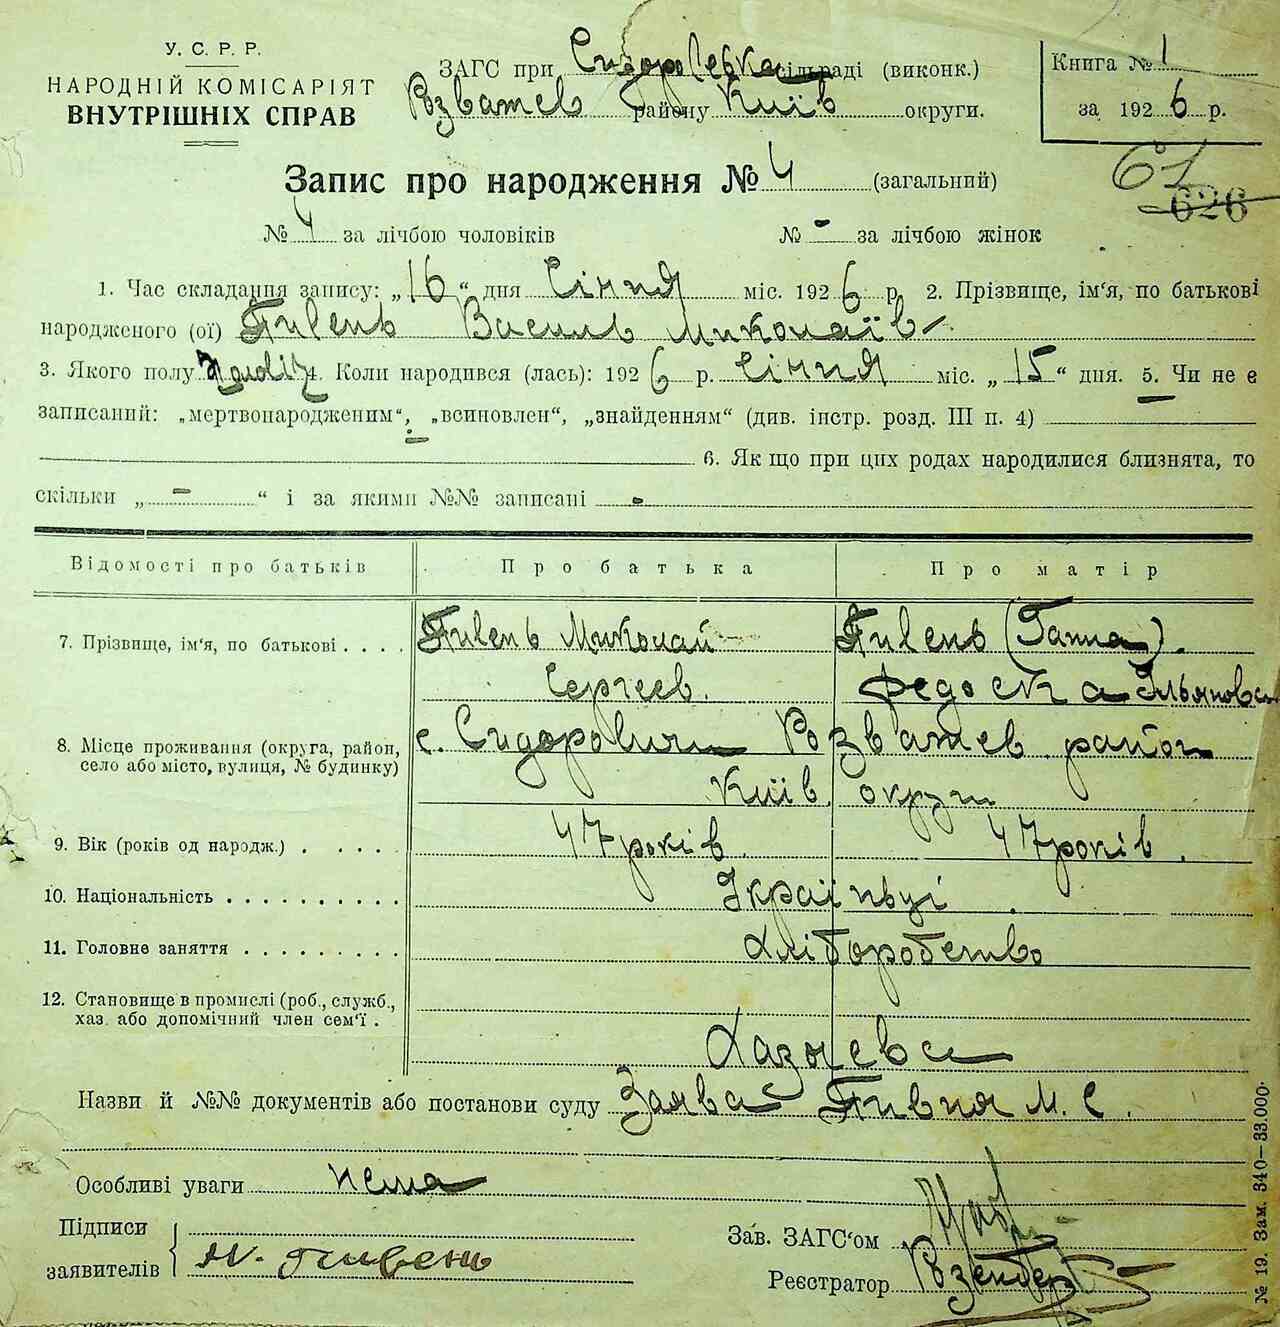 У. С. Р. Р.
НАРОДНІЙ КОМІСАРІЯТ
ВНУТРІШНІХ СПРАВ
ЗАГС при Сидоровська сільраді (виконк.)
Розважев району Київ округи.
Книга № 1
за 1926 р.
Запис про народження № 4 (загальний)
61
626
№ 4 за лічбою чоловіків № - за лічбою жінок
1. Час складання запису: „16“ дня Січня міс. 1926 р. 2. Прізвище, ім‘я, по батькові
народженого (ої) Пивень Василь Миколаїв
3. Якого полу 4. Коли народився (лась): 1926 р. січня міс. „15“ дня. 5. Чи не є
записаний: „мертвонародженим“, „всиновлен“, „знайденням“ (див. інстр. розд. III п. 4)
6. Як що при цих родах народилися близнята, то
скільки „ - “ і за якими №№ записані -
Відомості про батьків Про батька Про матір
7. Прізвище, ім‘я, по батькові . . . . Пивень Миколай Пивень (Ганна).
Сергеев. Федоска Ільянова
8. Місце проживання (округа, район, село або місто, вулиця, № будинку) с. Сидоровичи Розважев район
Київ округи
9. Вік (років од народж.) . . . . . 47 років 47 років
10. Національність . . . . . . . . . . Українці
11. Головне заняття . . . . . . . . . Хліборобство
12. Становище в промислі (роб., служб., хаз. або допомічний член сем‘ї .
Хазяева
Назви й №№ документів або постанови суду Заява Пивня М. С.
Особливі уваги нема
Підписи
заявителів М. Пивень
Зав. ЗАГС‘ом
Реєстратор Розенберг
№ 19. Зам. 340—33.000.